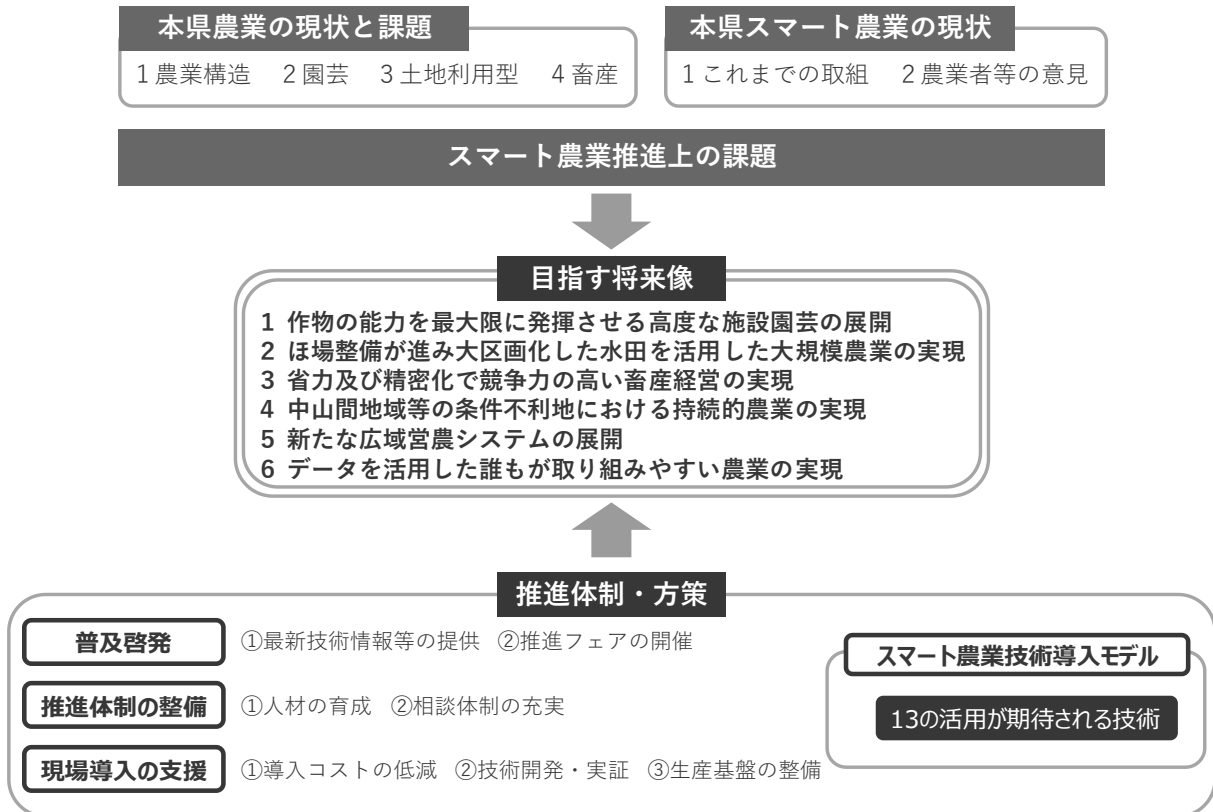 本県農業の現状と課題
1 農業構造 2 園芸 3 土地利用型 4 畜産
本県スマート農業の現状
1 これまでの取組 2 農業者等の意見
スマート農業推進上の課題
目指す将来像
1 作物の能力を最大限に発揮させる高度な施設園芸の展開
2 ほ場整備が進み大区画化した水田を活用した大規模農業の実現
3 省力及び精密化で競争力の高い畜産経営の実現
4 中山間地域等の条件不利地における持続的農業の実現
5 新たな広域営農システムの展開
6 データを活用した誰もが取り組みやすい農業の実現
推進体制・方策
普及啓発 ①最新技術情報等の提供 ②推進フェアの開催
推進体制の整備 ①人材の育成 ②相談体制の充実
現場導入の支援 ①導入コストの低減 ②技術開発・実証 ③生産基盤の整備
スマート農業技術導入モデル
13の活用が期待される技術